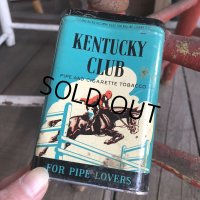 KENTUCKY
CLUB
PIPE AND CIGARETTE TOBACCO
SOLD OUT
FOR PIPE LOVERS